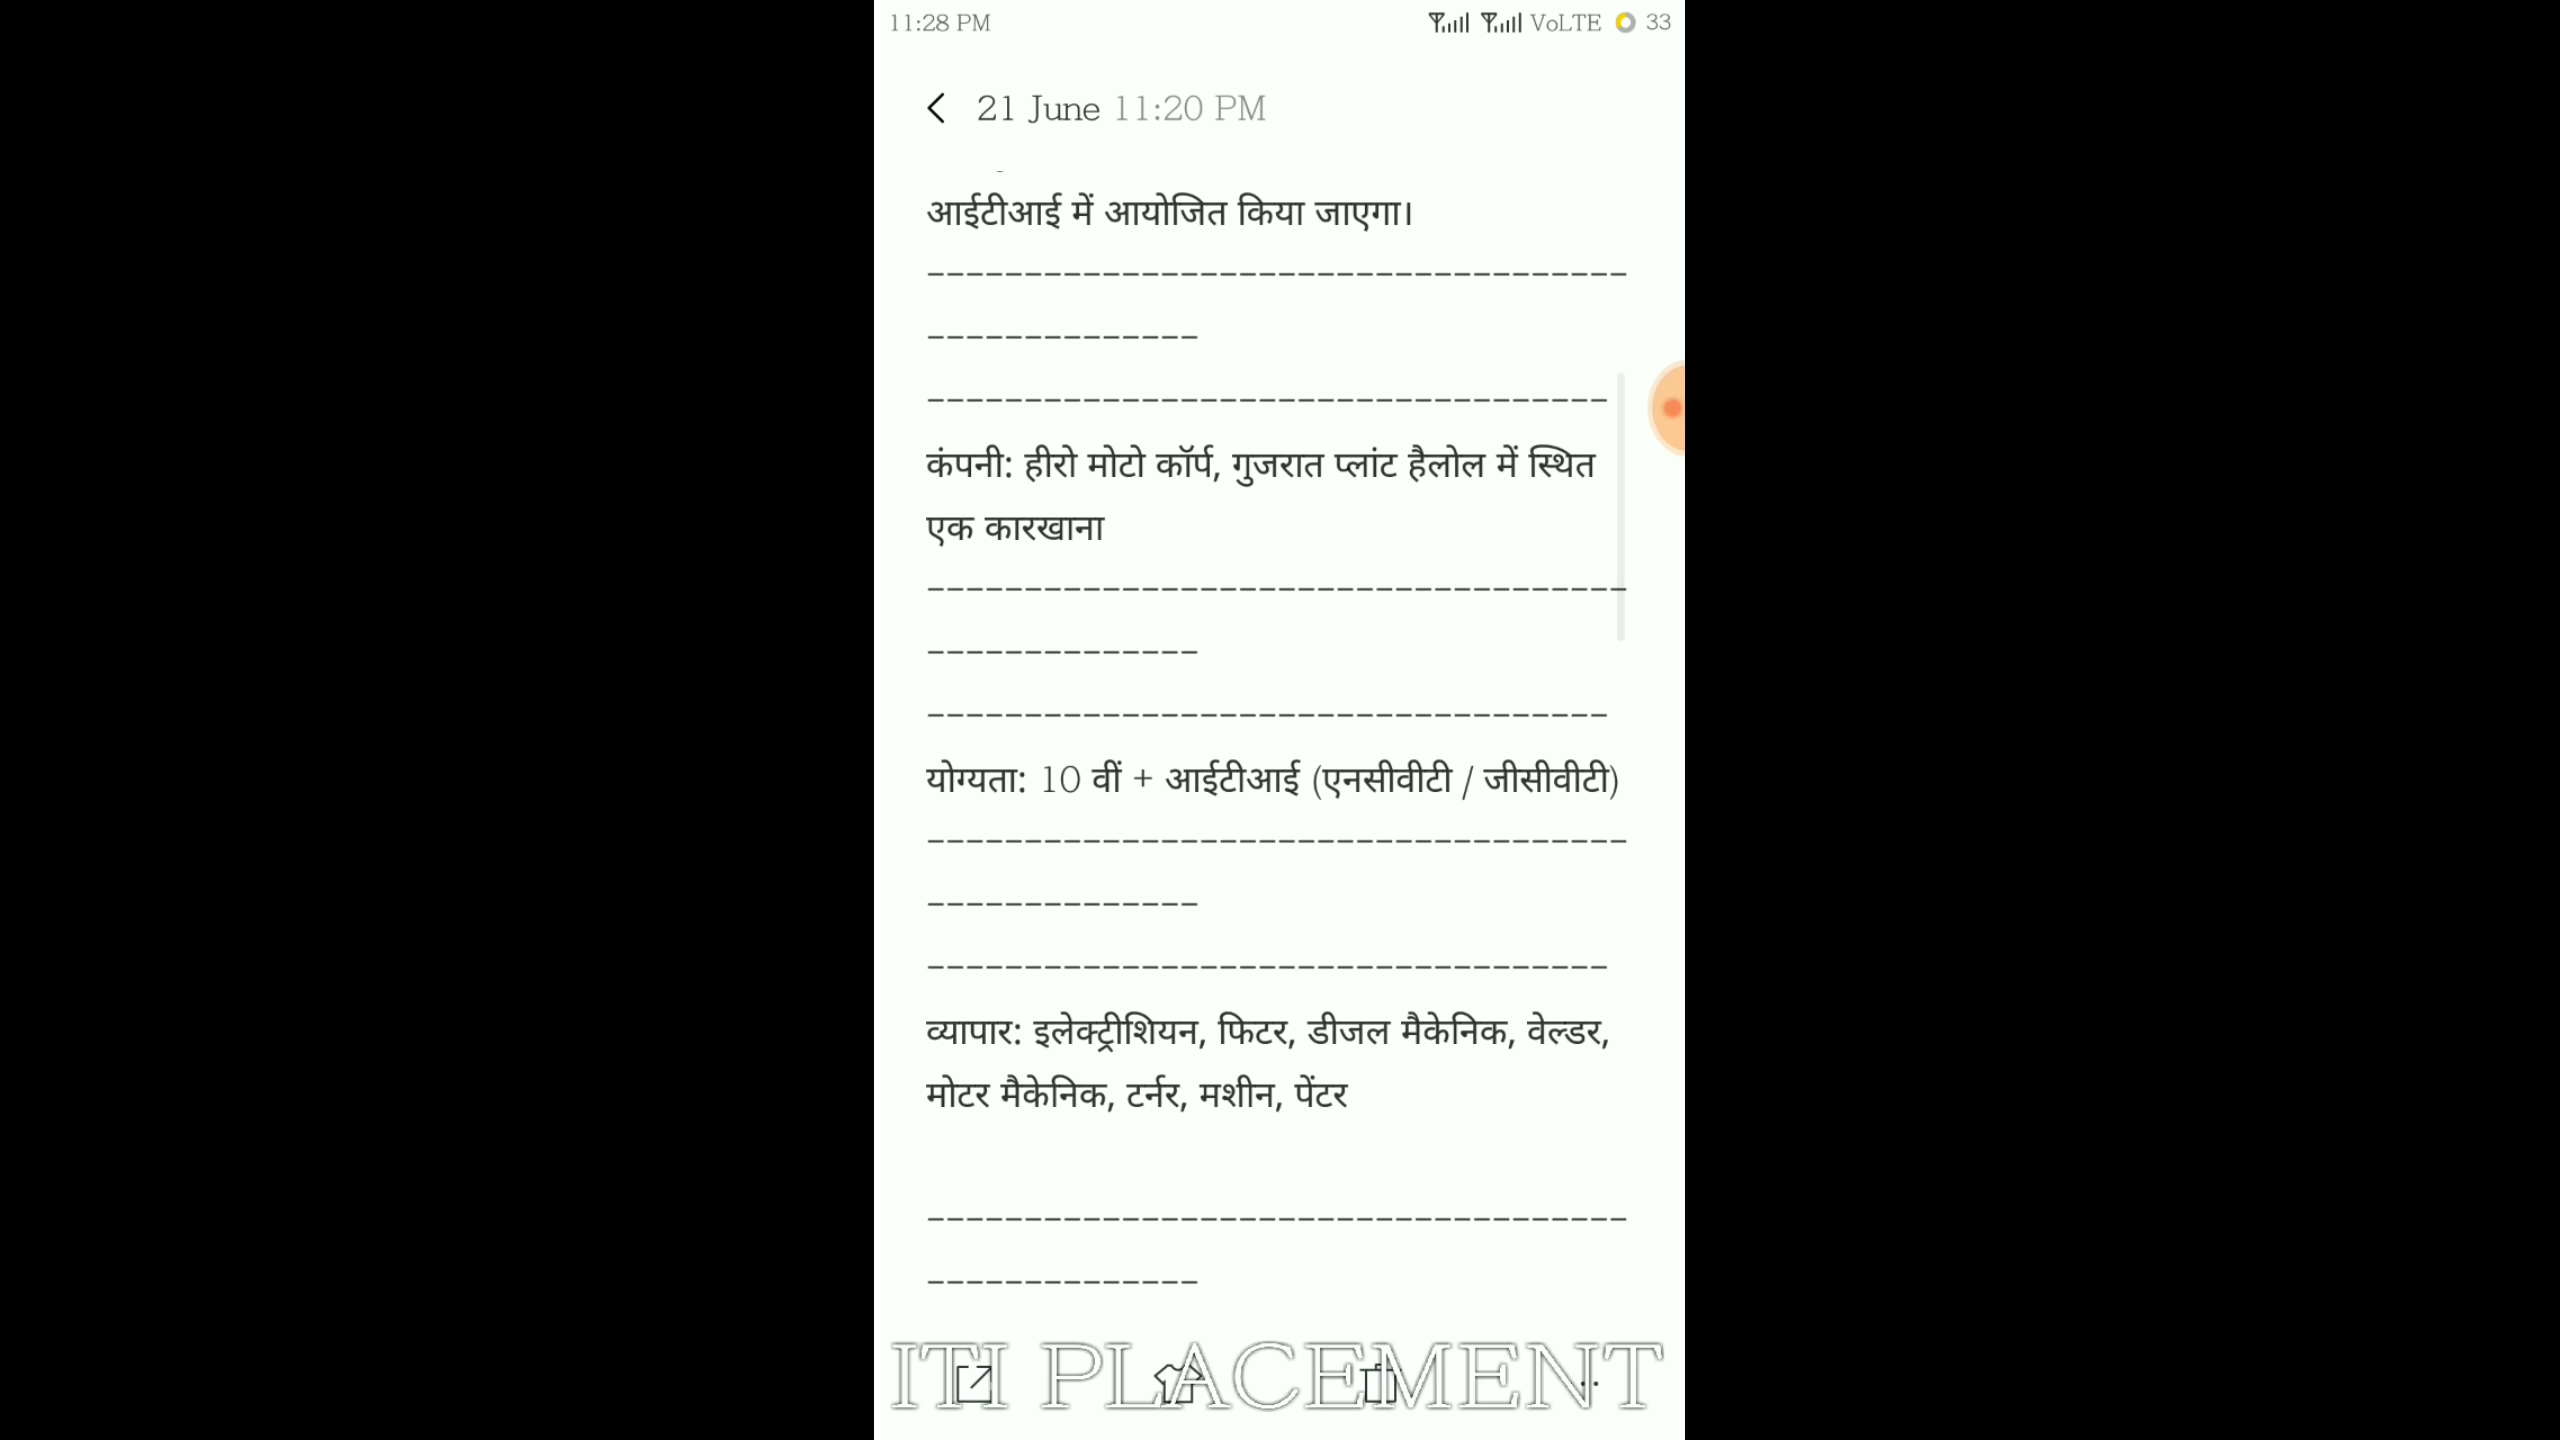 11:28 PM VoLTE 33
21 June 11:20 PM
आईटीआई में आयोजित किया जाएगा।
------------------------------------
--------------
-----------------------------------
कंपनी: हीरो मोटो कॉर्प, गुजरात प्लांट हैलोल में स्थित
एक कारखाना
------------------------------------
--------------
-----------------------------------
योग्यता: 10 वीं + आईटीआई (एनसीवीटी / जीसीवीटी)
------------------------------------
--------------
-----------------------------------
व्यापार: इलेक्ट्रीशियन, फिटर, डीजल मैकेनिक, वेल्डर,
मोटर मैकेनिक, टर्नर, मशीन, पेंटर
------------------------------------
--------------
ITI PLACEMENT